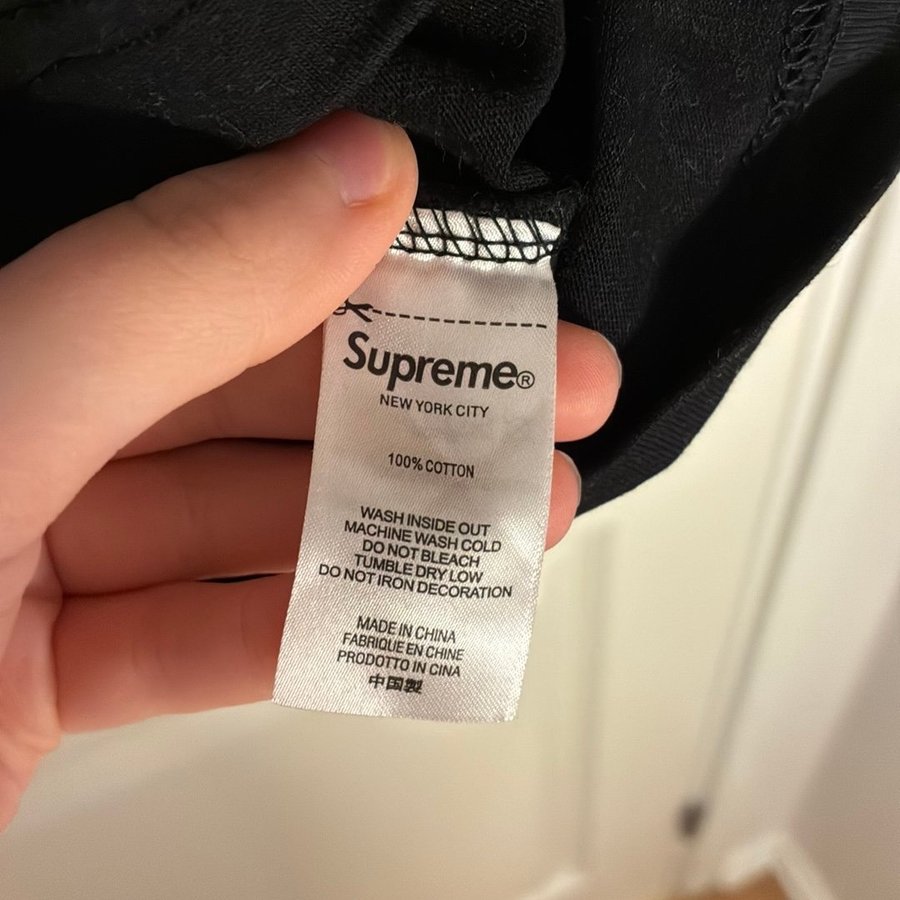 Supreme®
NEW YORK CITY
100% COTTON
WASH INSIDE OUT
MACHINE WASH COLD
DO NOT BLEACH
TUMBLE DRY LOW
DO NOT IRON DECORATION
MADE IN CHINA
FABRIQUE EN CHINE
PRODOTTO IN CINA
中国製